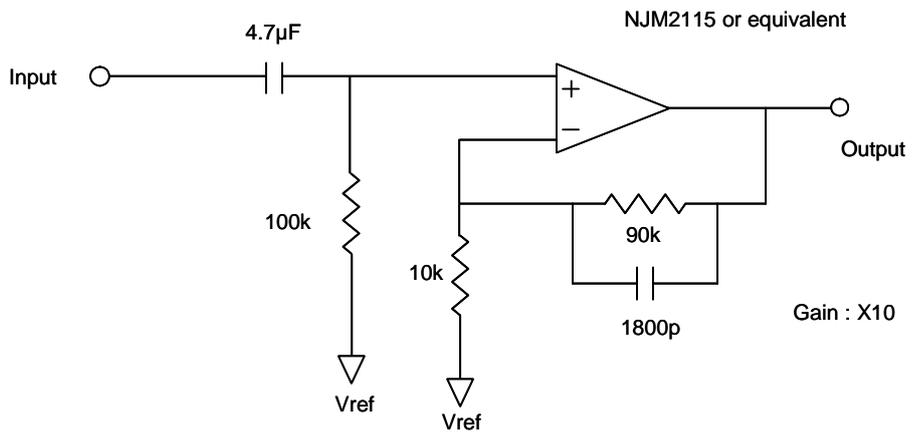 NJM2115 or equivalent
4.7µF
Input
+
−
Output
100k
90k
10k
1800p
Gain : X10
Vref
Vref